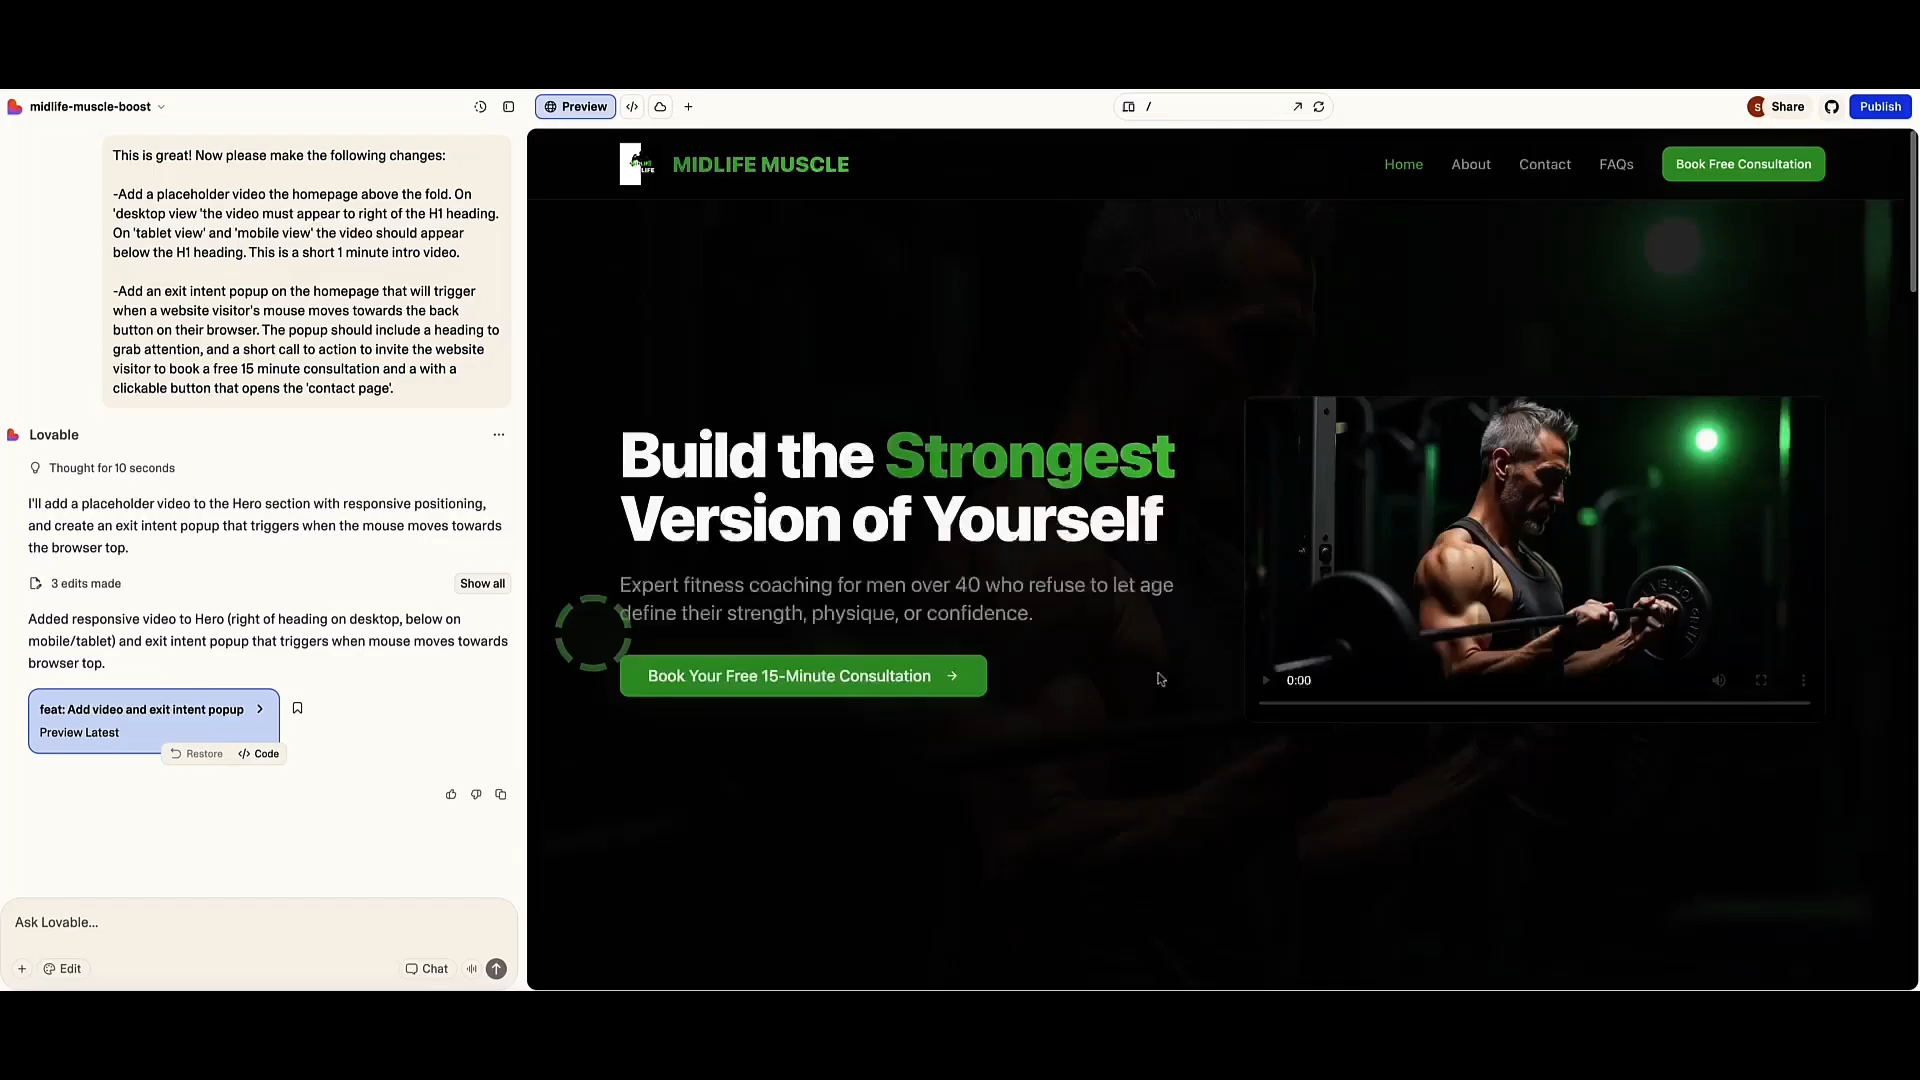 midlife-muscle-boost
Preview
/
S
Share
Publish
This is great! Now please make the following changes:
-Add a placeholder video the homepage above the fold. On
'desktop view 'the video must appear to right of the H1 heading.
On 'tablet view' and 'mobile view' the video should appear
below the H1 heading. This is a short 1 minute intro video.
-Add an exit intent popup on the homepage that will trigger
when a website visitor's mouse moves towards the back
button on their browser. The popup should include a heading to
grab attention, and a short call to action to invite the website
visitor to book a free 15 minute consultation and a with a
clickable button that opens the 'contact page'.
Lovable
Thought for 10 seconds
I'll add a placeholder video to the Hero section with responsive positioning,
and create an exit intent popup that triggers when the mouse moves towards
the browser top.
3 edits made
Show all
Added responsive video to Hero (right of heading on desktop, below on
mobile/tablet) and exit intent popup that triggers when mouse moves towards
browser top.
feat: Add video and exit intent popup
Preview Latest
Restore
Code
Ask Lovable...
Edit
Chat
MIDLIFE MUSCLE
Home
About
Contact
FAQs
Book Free Consultation
Build the Strongest
Version of Yourself
Expert fitness coaching for men over 40 who refuse to let age
define their strength, physique, or confidence.
Book Your Free 15-Minute Consultation
0:00